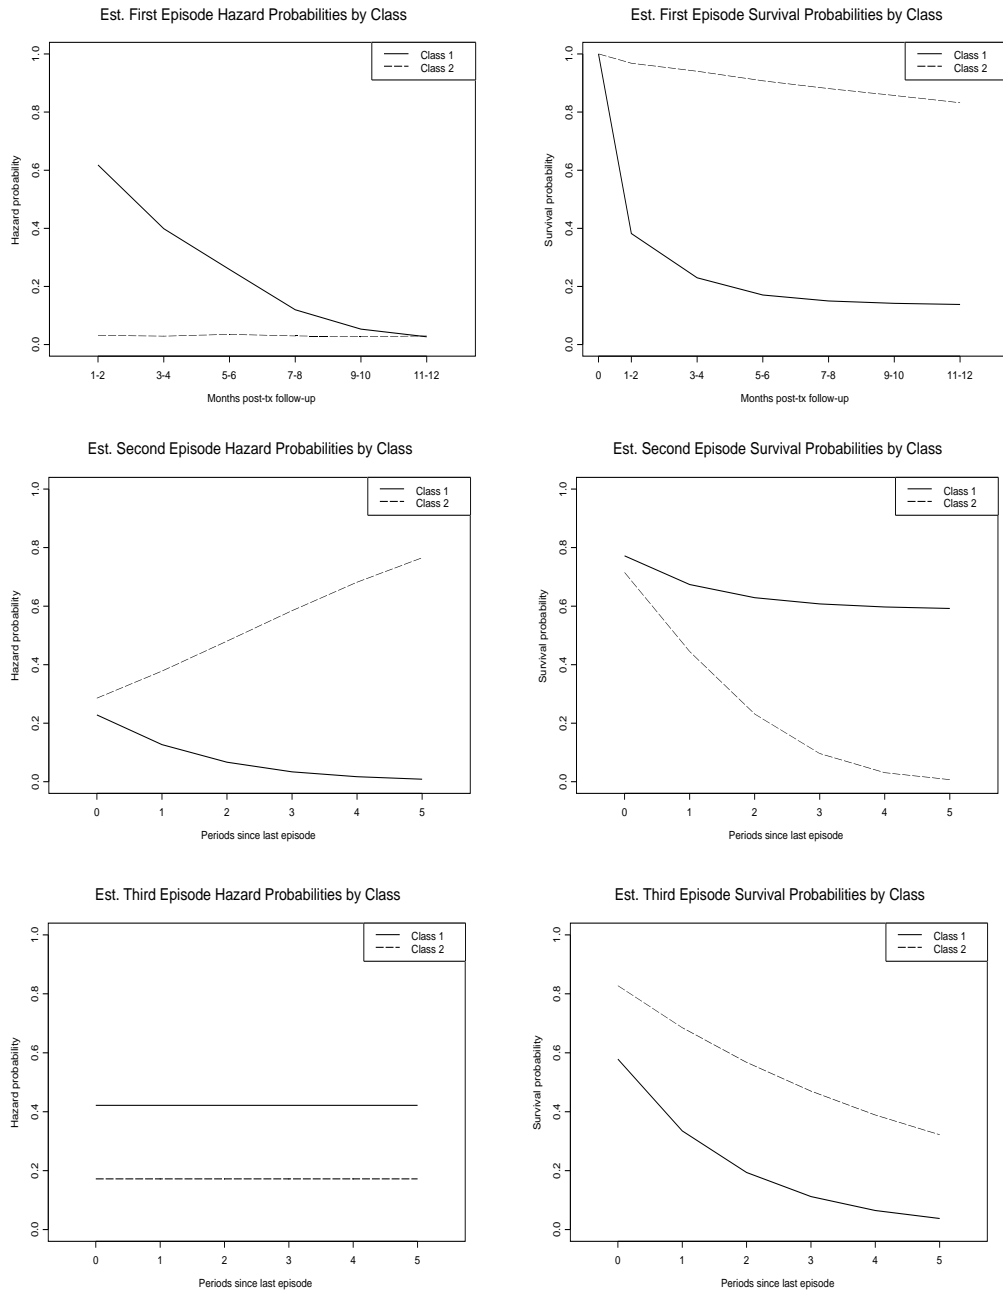 Est. First Episode Hazard Probabilities by Class
Hazard probability
1.0
0.8
0.6
0.4
0.2
0.0
Class 1
Class 2
1-2 3-4 5-6 7-8 9-10 11-12
Months post-tx follow-up
Est. First Episode Survival Probabilities by Class
Survival probability
1.0
0.8
0.6
0.4
0.2
0.0
Class 1
Class 2
0 1-2 3-4 5-6 7-8 9-10 11-12
Months post-tx follow-up
Est. Second Episode Hazard Probabilities by Class
Hazard probability
1.0
0.8
0.6
0.4
0.2
0.0
Class 1
Class 2
0 1 2 3 4 5
Periods since last episode
Est. Second Episode Survival Probabilities by Class
Survival probability
1.0
0.8
0.6
0.4
0.2
0.0
Class 1
Class 2
0 1 2 3 4 5
Periods since last episode
Est. Third Episode Hazard Probabilities by Class
Hazard probability
1.0
0.8
0.6
0.4
0.2
0.0
Class 1
Class 2
0 1 2 3 4 5
Periods since last episode
Est. Third Episode Survival Probabilities by Class
Survival probability
1.0
0.8
0.6
0.4
0.2
0.0
Class 1
Class 2
0 1 2 3 4 5
Periods since last episode